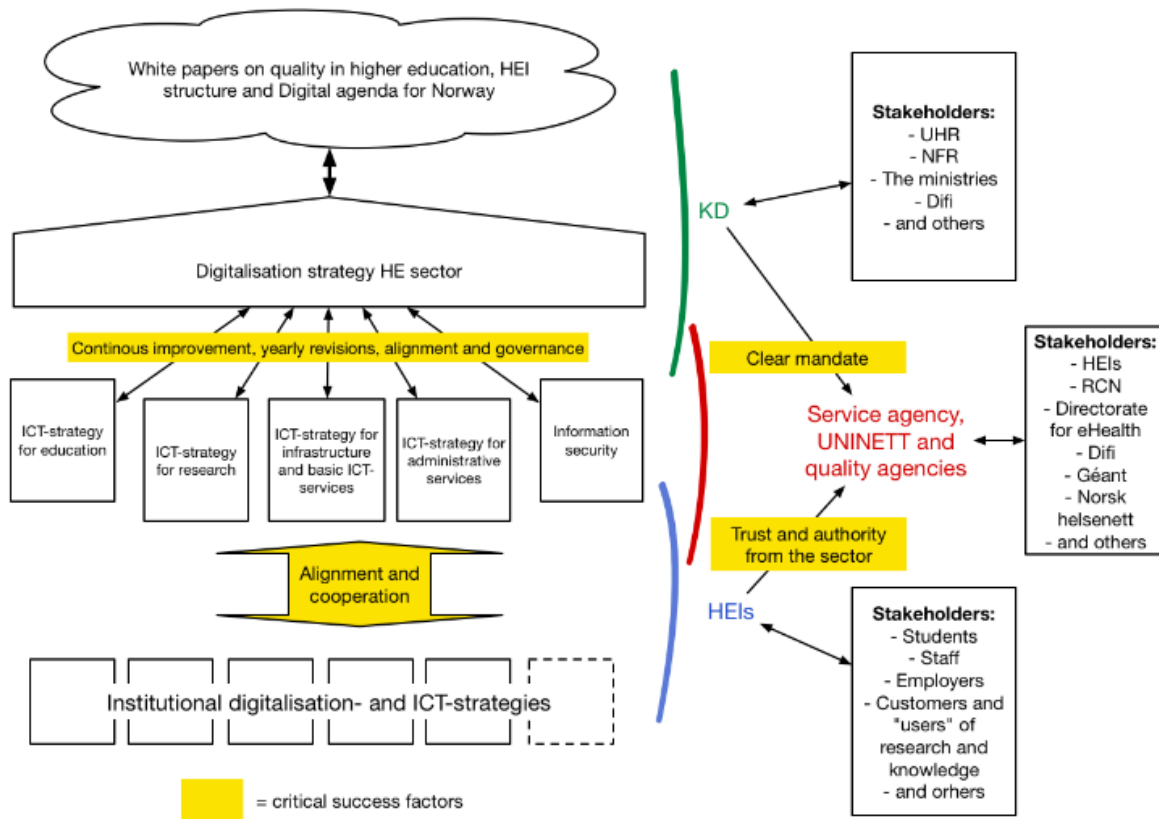 White papers on quality in higher education, HEI
structure and Digital agenda for Norway
Digitalisation strategy HE sector
Continous improvement, yearly revisions, alignment and governance
ICT-strategy
for education
ICT-strategy
for research
ICT-strategy for
infrastructure
and basic ICT-
services
ICT-strategy for
administrative
services
Information
security
Alignment and
cooperation
Institutional digitalisation- and ICT-strategies
= critical success factors
KD
Clear mandate
Service agency,
UNINETT and
quality agencies
Trust and authority
from the sector
HEIs
Stakeholders:
- UHR
- NFR
- The ministries
- Difi
- and others
Stakeholders:
- HEIs
- RCN
- Directorate
for eHealth
- Difi
- Géant
- Norsk
helsenett
- and others
Stakeholders:
- Students
- Staff
- Employers
- Customers and
"users" of
research and
knowledge
- and orhers